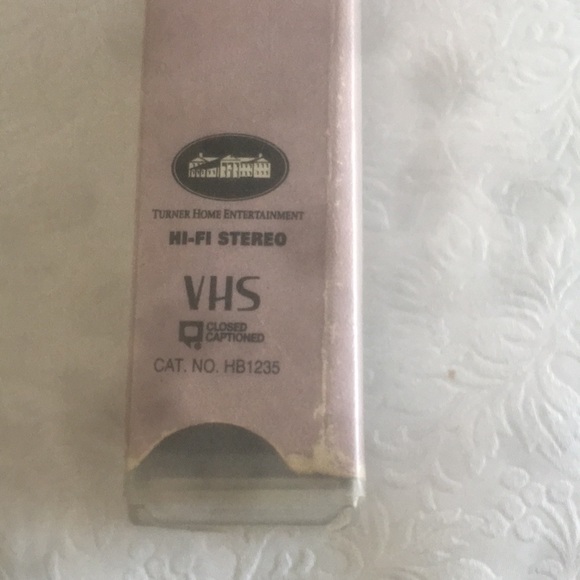 TURNER HOME ENTERTAINMENT
HI-FI STEREO
VHS
CLOSED
CAPTIONED
CAT. NO. HB1235